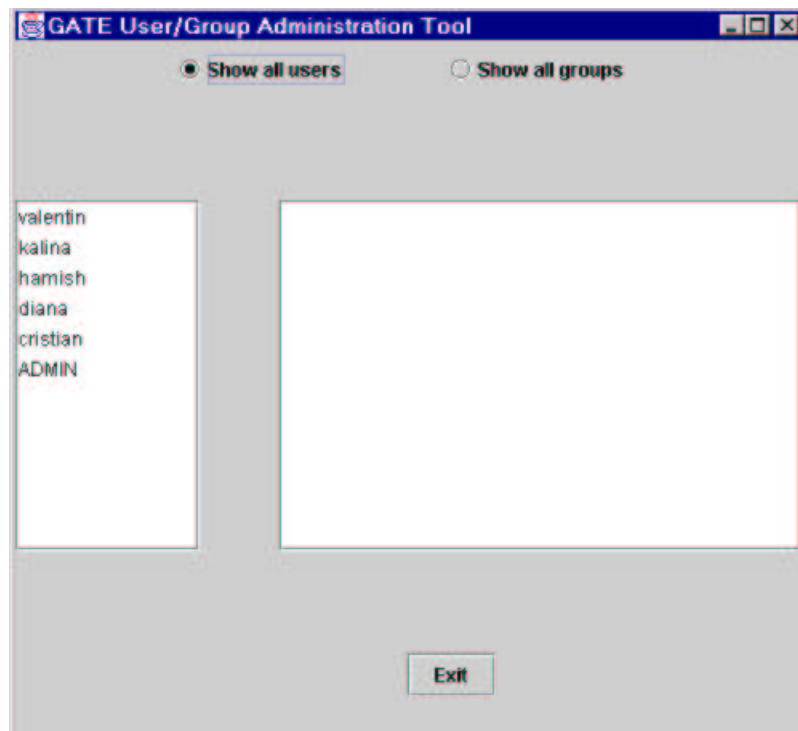 GATE User/Group Administration Tool
Show all users Show all groups
valentin
kalina
hamish
diana
cristian
ADMIN
Exit